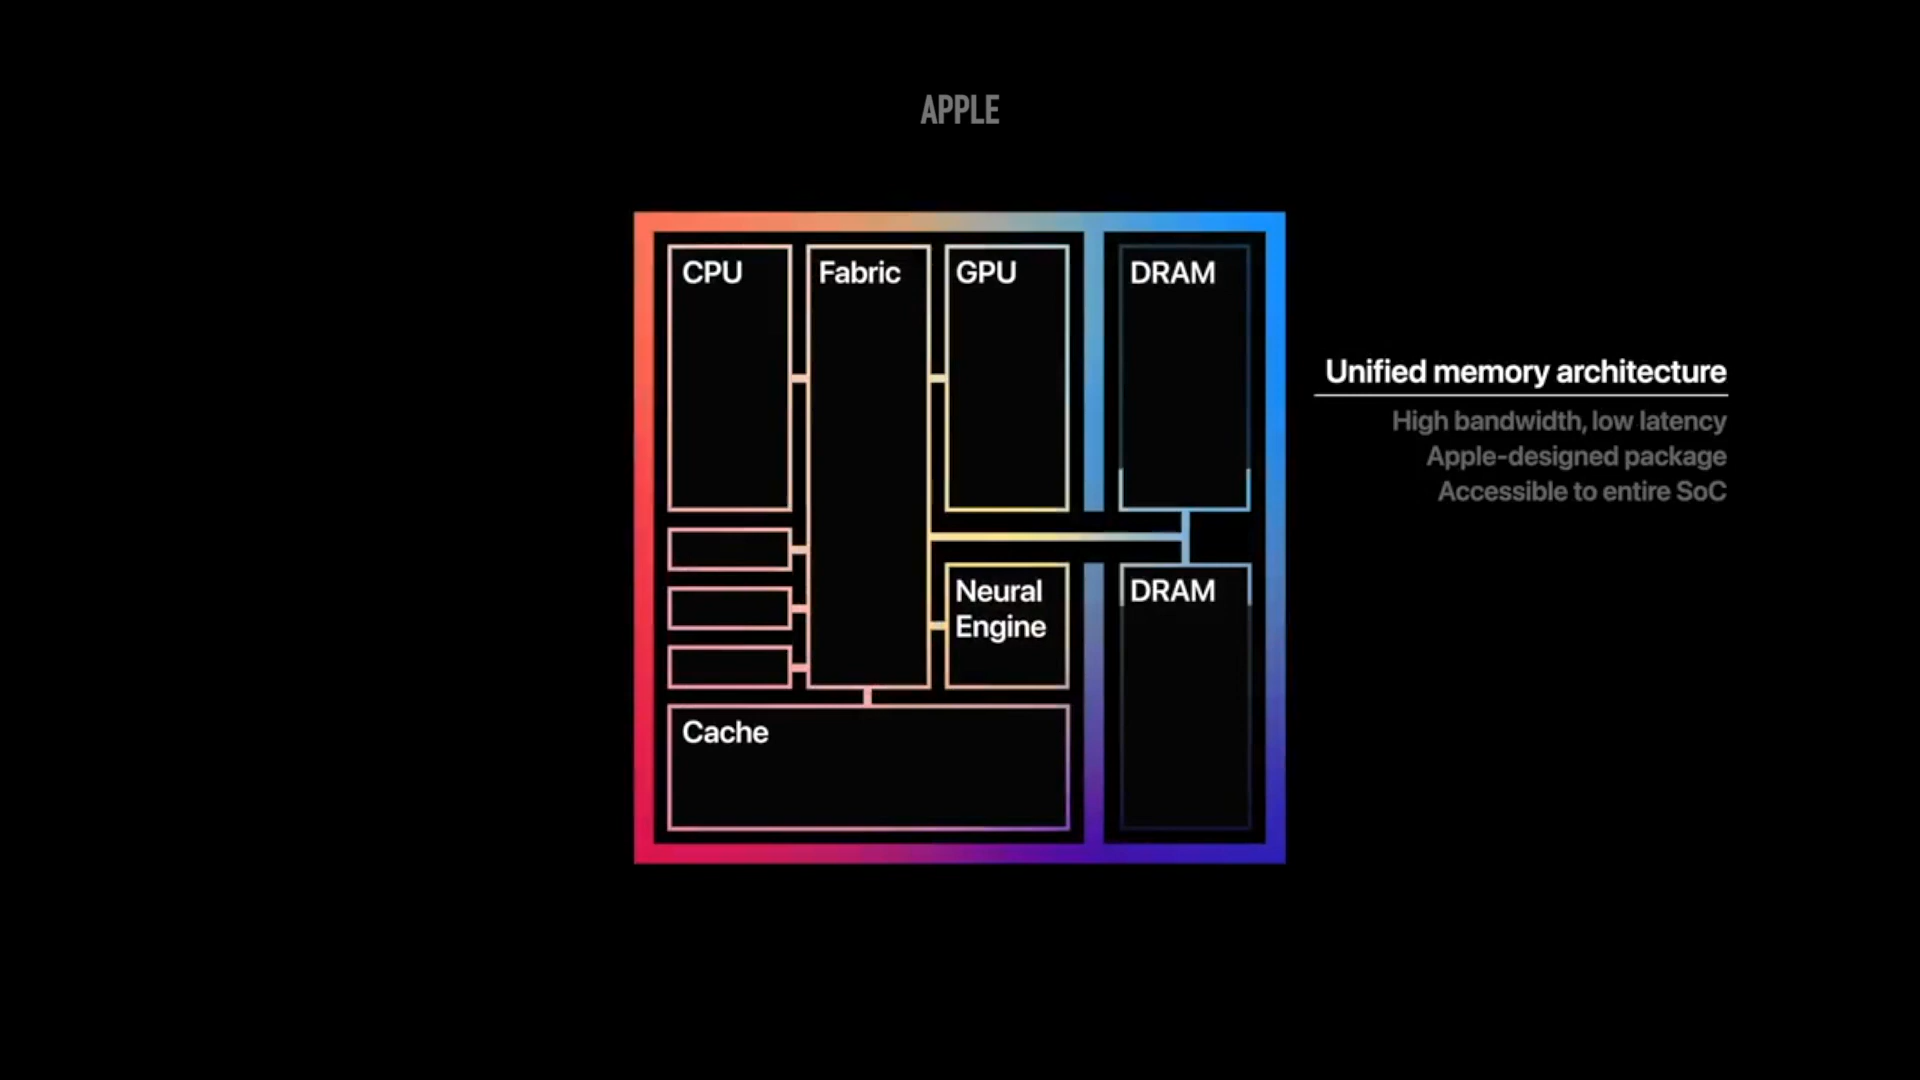 APPLE
CPU
Fabric
GPU
DRAM
Unified memory architecture
High bandwidth, low latency
Apple-designed package
Accessible to entire SoC
Neural
Engine
DRAM
Cache